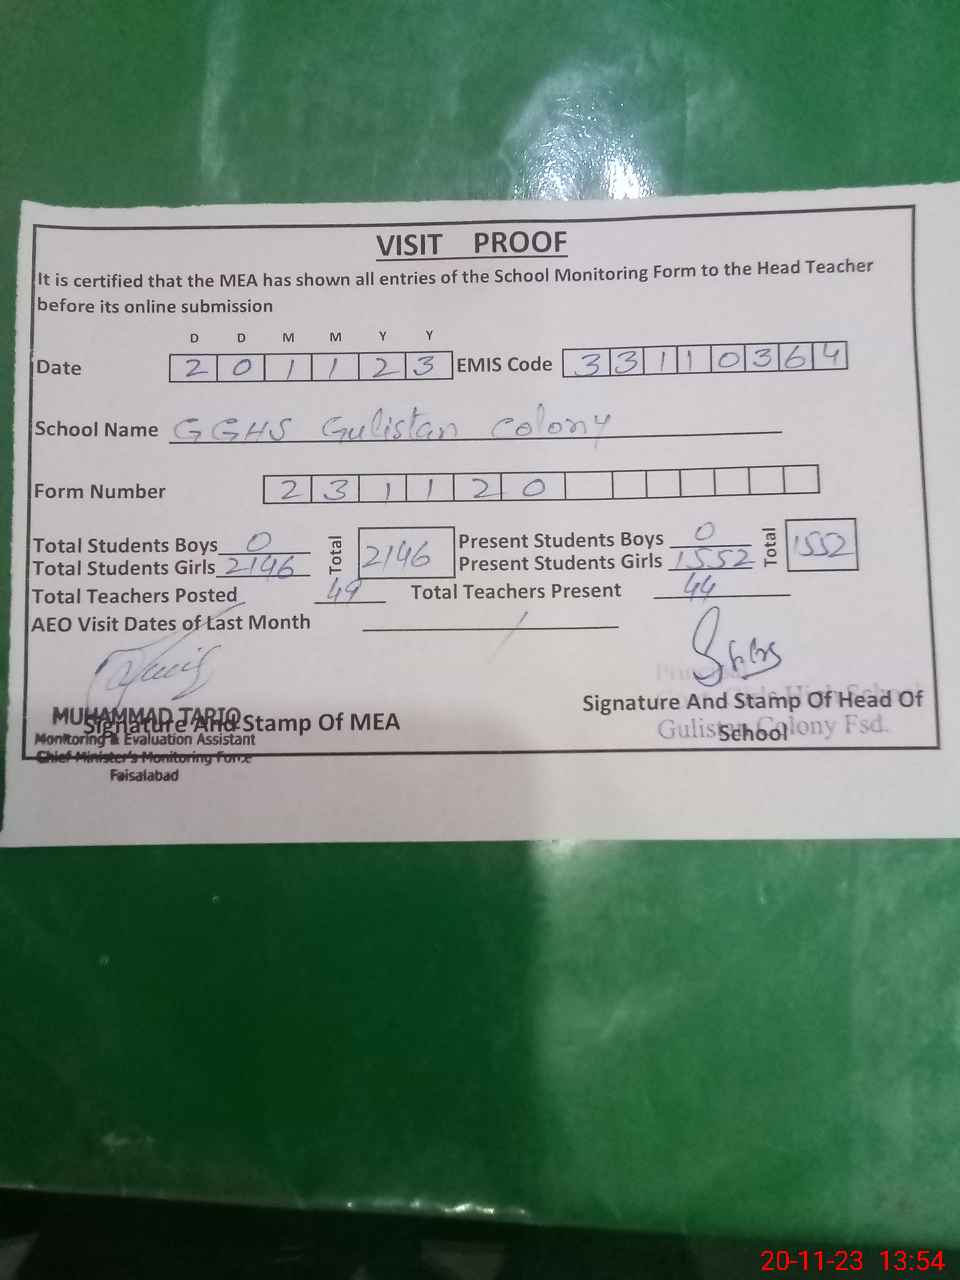 VISIT PROOF
It is certified that the MEA has shown all entries of the School Monitoring Form to the Head Teacher
before its online submission
D D M M Y Y
Date 2 0 1 1 2 3 EMIS Code 3 3 1 1 0 3 6 4
School Name GGHS Gulistan Colony
Form Number 2 3 1 1 2 0
Total Students Boys 0 Total 2146 Present Students Boys 0 Total 1552
Total Students Girls 2146 Present Students Girls 1552
Total Teachers Posted 49 Total Teachers Present 44
AEO Visit Dates of Last Month /
MUHAMMAD TARIQ
Signature And Stamp Of MEA
Monitoring & Evaluation Assistant
Chief Minister's Monitoring Force
Faisalabad
Signature And Stamp Of Head Of
School
Govt. Girls High School
Gulistan Colony Fsd.
20-11-23 13:54